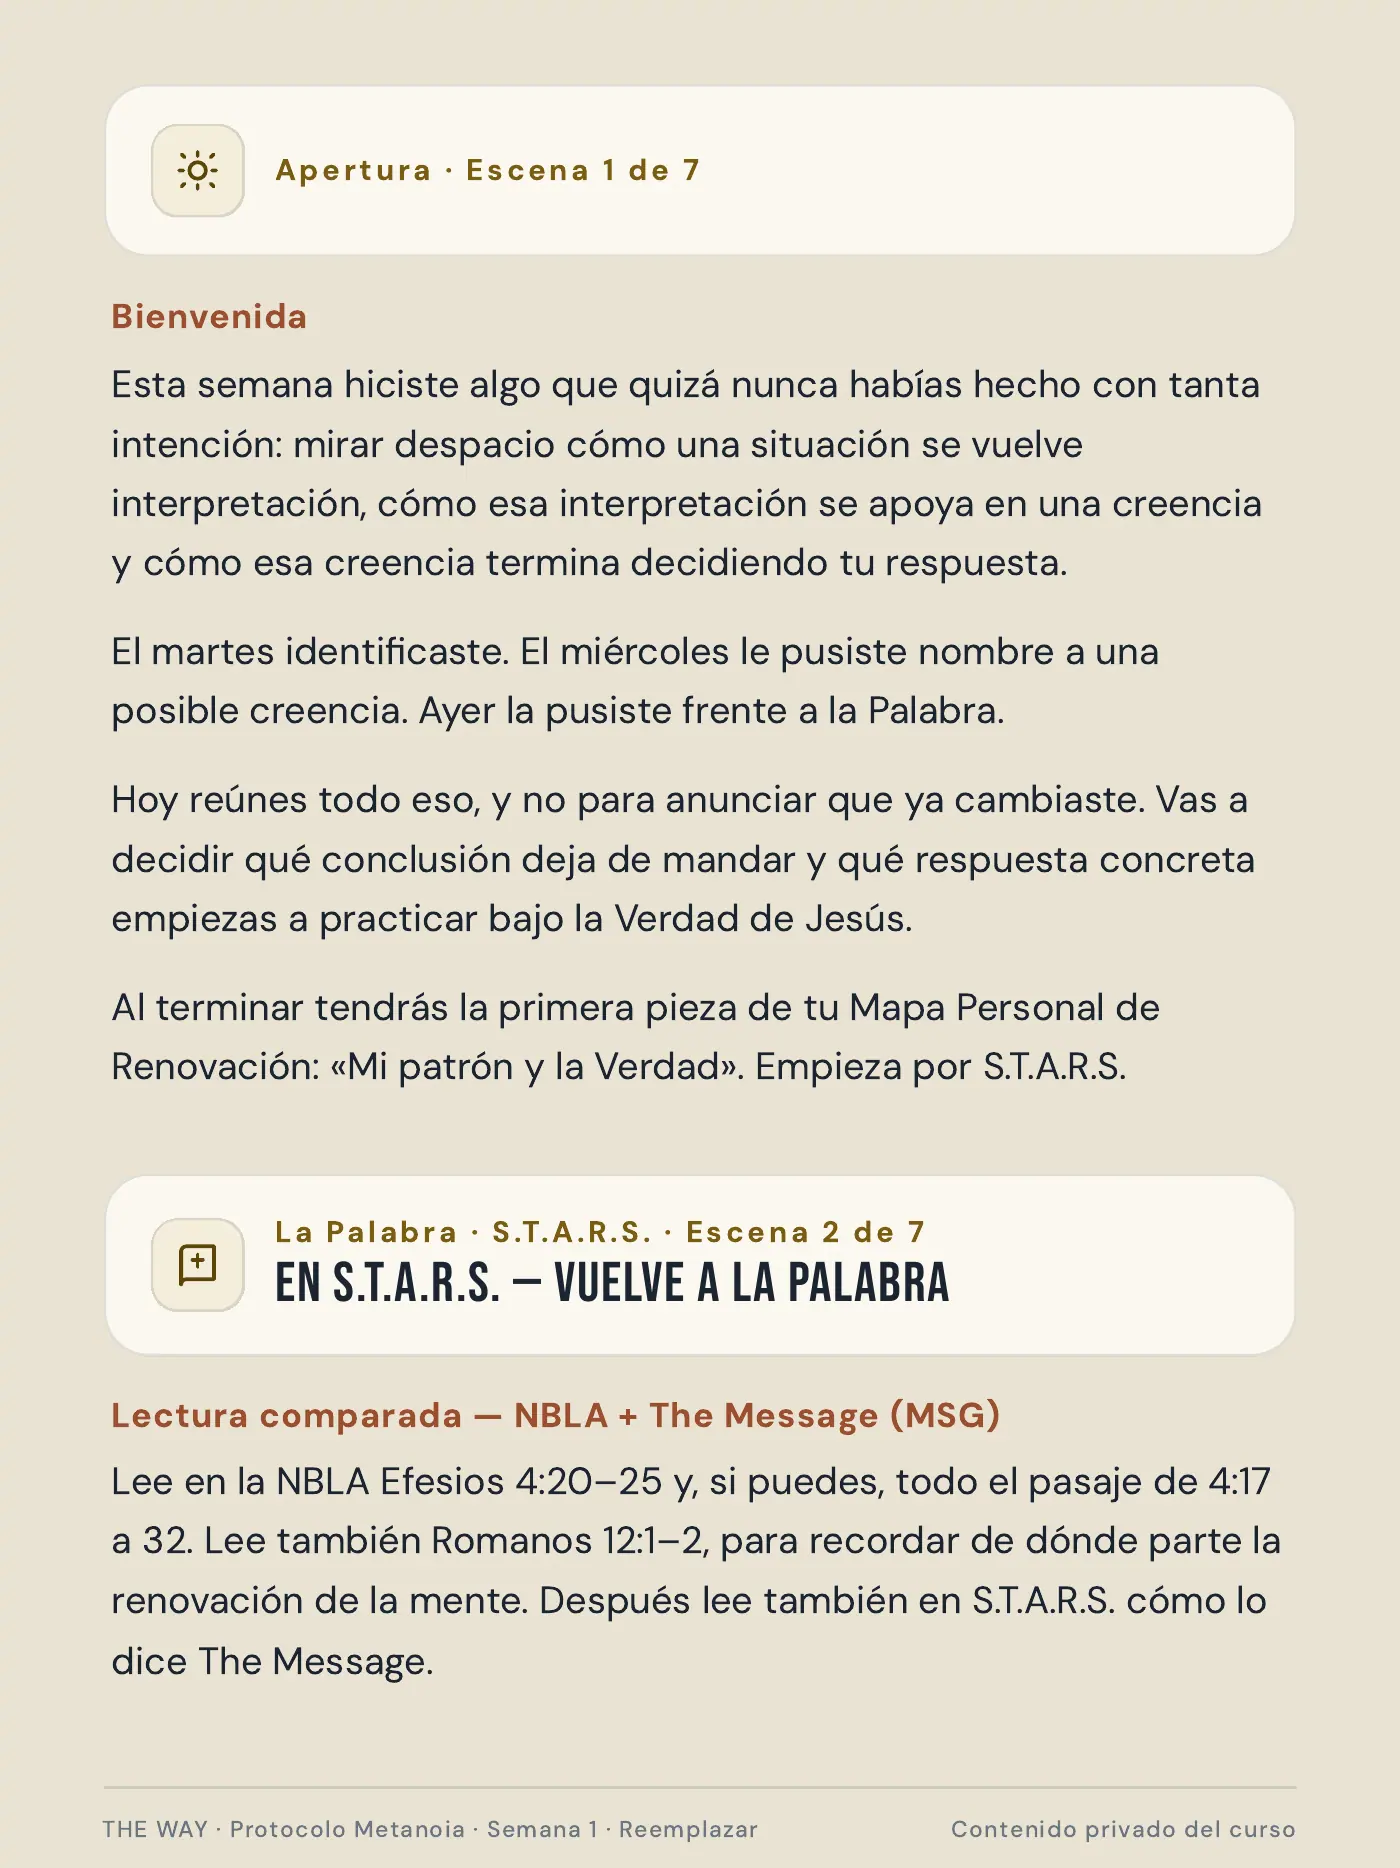 Apertura · Escena 1 de 7
Bienvenida
Esta semana hiciste algo que quizá nunca habías hecho con tanta
intención: mirar despacio cómo una situación se vuelve
interpretación, cómo esa interpretación se apoya en una creencia
y cómo esa creencia termina decidiendo tu respuesta.
El martes identificaste. El miércoles le pusiste nombre a una
posible creencia. Ayer la pusiste frente a la Palabra.
Hoy reúnes todo eso, y no para anunciar que ya cambiaste. Vas a
decidir qué conclusión deja de mandar y qué respuesta concreta
empiezas a practicar bajo la Verdad de Jesús.
Al terminar tendrás la primera pieza de tu Mapa Personal de
Renovación: «Mi patrón y la Verdad». Empieza por S.T.A.R.S.
La Palabra · S.T.A.R.S. · Escena 2 de 7
EN S.T.A.R.S. — VUELVE A LA PALABRA
Lectura comparada — NBLA + The Message (MSG)
Lee en la NBLA Efesios 4:20–25 y, si puedes, todo el pasaje de 4:17
a 32. Lee también Romanos 12:1–2, para recordar de dónde parte la
renovación de la mente. Después lee también en S.T.A.R.S. cómo lo
dice The Message.
THE WAY · Protocolo Metanoia · Semana 1 · Reemplazar
Contenido privado del curso